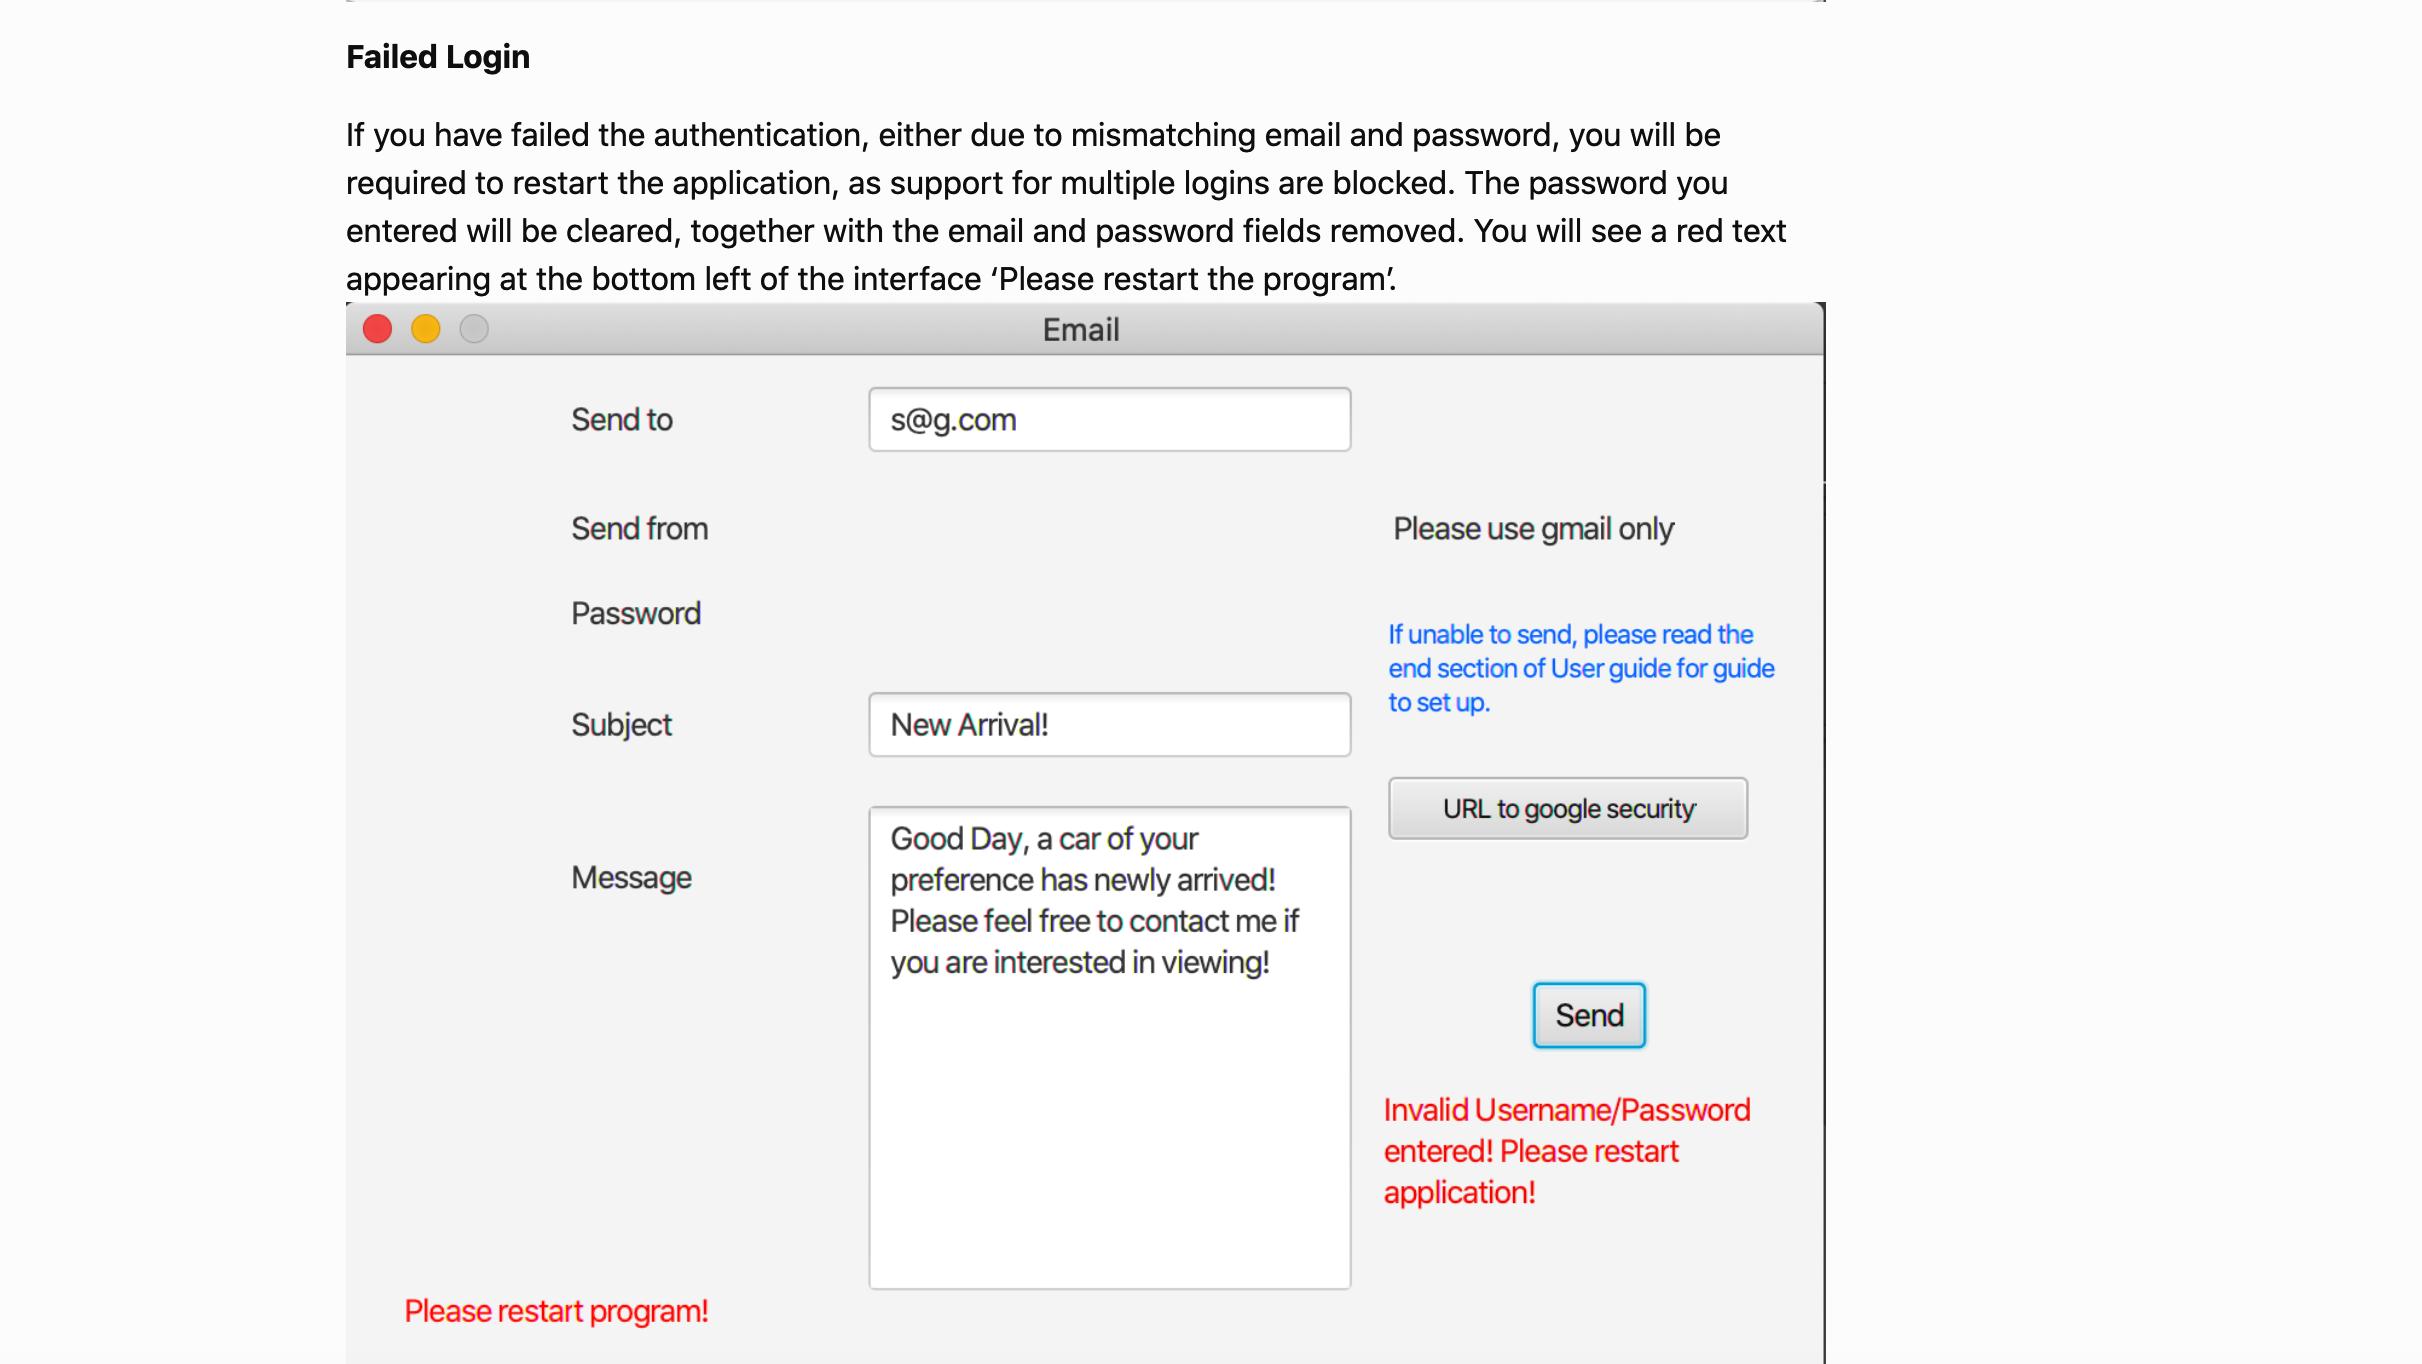 Failed Login
If you have failed the authentication, either due to mismatching email and password, you will be
required to restart the application, as support for multiple logins are blocked. The password you
entered will be cleared, together with the email and password fields removed. You will see a red text
appearing at the bottom left of the interface ‘Please restart the program’.
Email
Send to
s@g.com
Send from
Please use gmail only
Password
If unable to send, please read the
end section of User guide for guide
to set up.
Subject
New Arrival!
URL to google security
Message
Good Day, a car of your
preference has newly arrived!
Please feel free to contact me if
you are interested in viewing!
Send
Invalid Username/Password
entered! Please restart
application!
Please restart program!